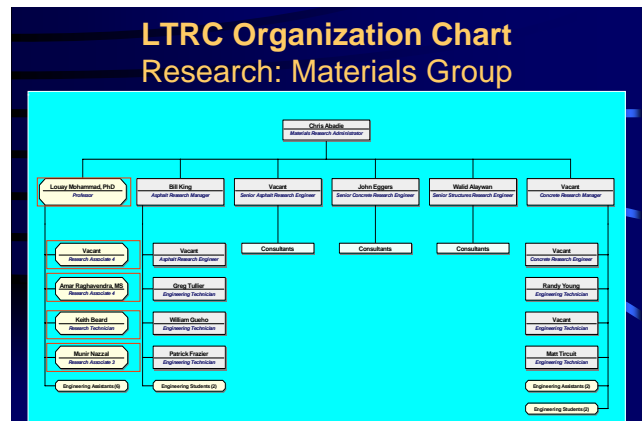 LTRC Organization Chart
Research: Materials Group
Chris Abadie
Materials Research Administrator
Louay Mohammad, PhD
Professor
Bill King
Asphalt Research Manager
Vacant
Senior Asphalt Research Engineer
John Eggers
Senior Concrete Research Engineer
Walid Alaywan
Senior Structures Research Engineer
Vacant
Concrete Research Manager
Vacant
Research Associate 4
Vacant
Asphalt Research Engineer
Consultants
Consultants
Consultants
Vacant
Concrete Research Engineer
Amar Raghavendra, MS
Research Associate 4
Greg Tullier
Engineering Technician
Randy Young
Engineering Technician
Keith Beard
Research Technician
William Gueho
Engineering Technician
Vacant
Engineering Technician
Munir Nazzal
Research Associate 3
Patrick Frazier
Engineering Technician
Matt Tircuit
Engineering Technician
Engineering Assistants (6)
Engineering Students (2)
Engineering Assistants (2)
Engineering Students (2)